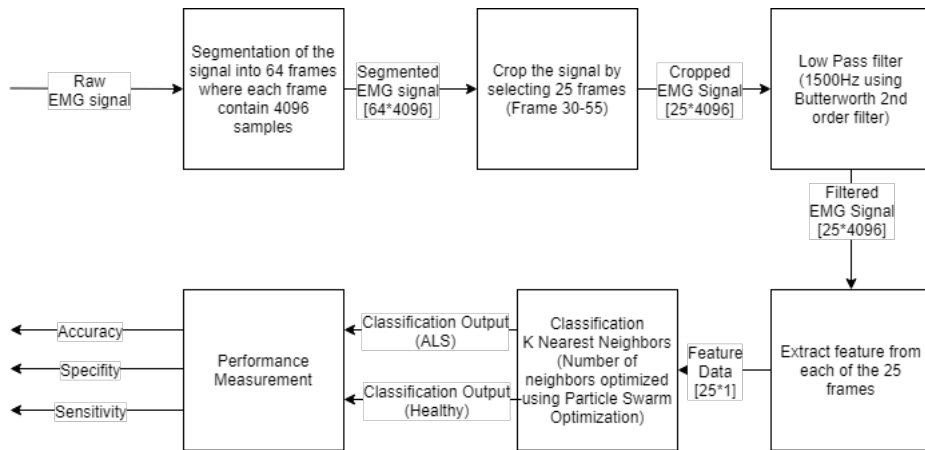 Raw
EMG signal
Segmentation of the
signal into 64 frames
where each frame
contain 4096
samples
Segmented
EMG signal
[64*4096]
Crop the signal by
selecting 25 frames
(Frame 30-55)
Cropped
EMG Signal
[25*4096]
Low Pass filter
(1500Hz using
Butterworth 2nd
order filter)
Filtered
EMG Signal
[25*4096]
Extract feature from
each of the 25
frames
Feature
Data
[25*1]
Classification
K Nearest Neighbors
(Number of
neighbors optimized
using Particle Swarm
Optimization)
Classification Output
(ALS)
Classification Output
(Healthy)
Performance
Measurement
Accuracy
Specifity
Sensitivity